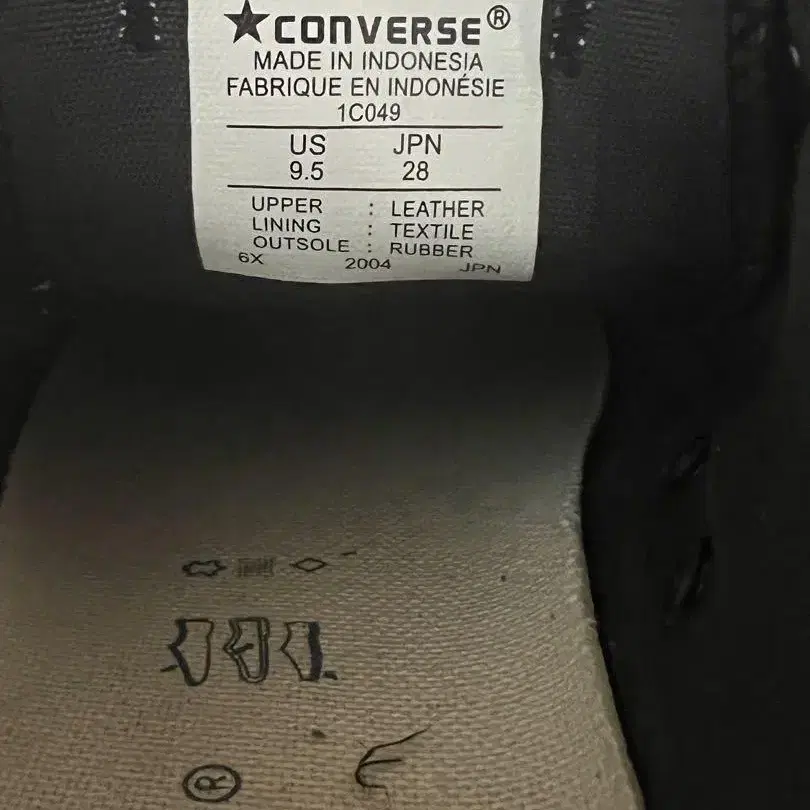 ★CONVERSE®
MADE IN INDONESIA
FABRIQUE EN INDONÉSIE
1C049
US JPN
9.5 28
UPPER : LEATHER
LINING : TEXTILE
OUTSOLE : RUBBER
6X 2004 JPN
®